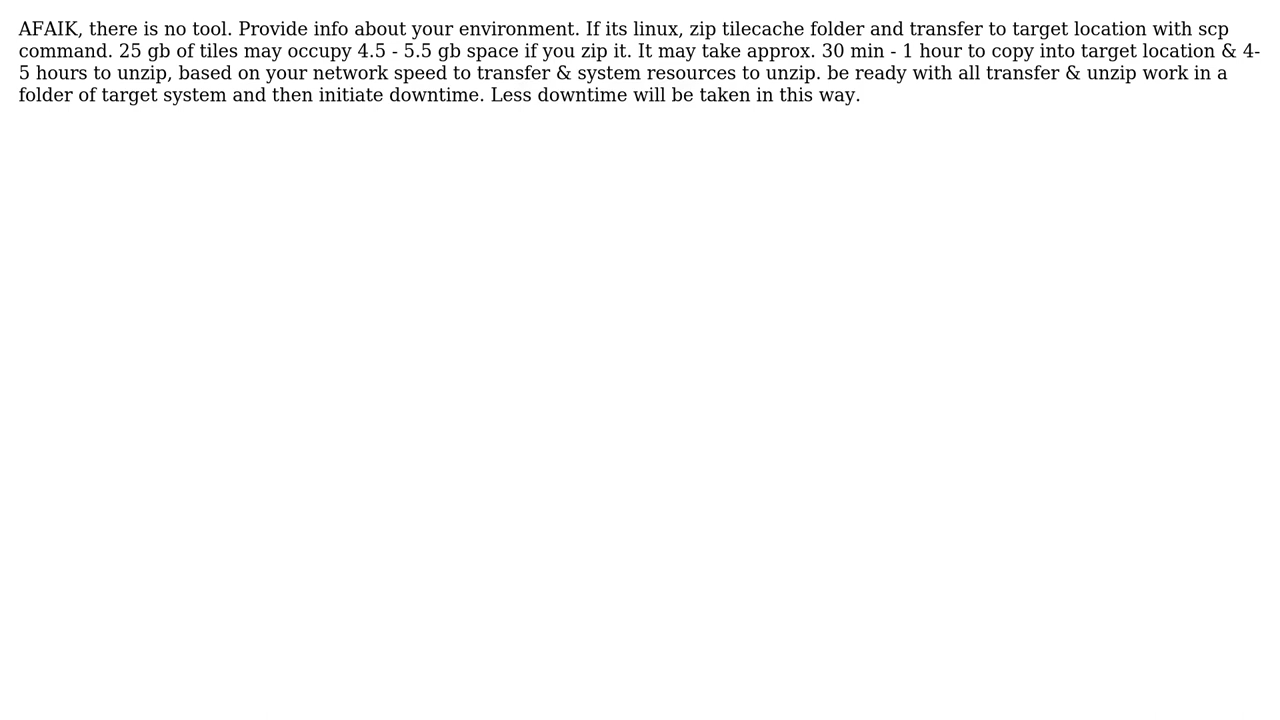 AFAIK, there is no tool. Provide info about your environment. If its linux, zip tilecache folder and transfer to target location with scp
command. 25 gb of tiles may occupy 4.5 - 5.5 gb space if you zip it. It may take approx. 30 min - 1 hour to copy into target location & 4-
5 hours to unzip, based on your network speed to transfer & system resources to unzip. be ready with all transfer & unzip work in a
folder of target system and then initiate downtime. Less downtime will be taken in this way.